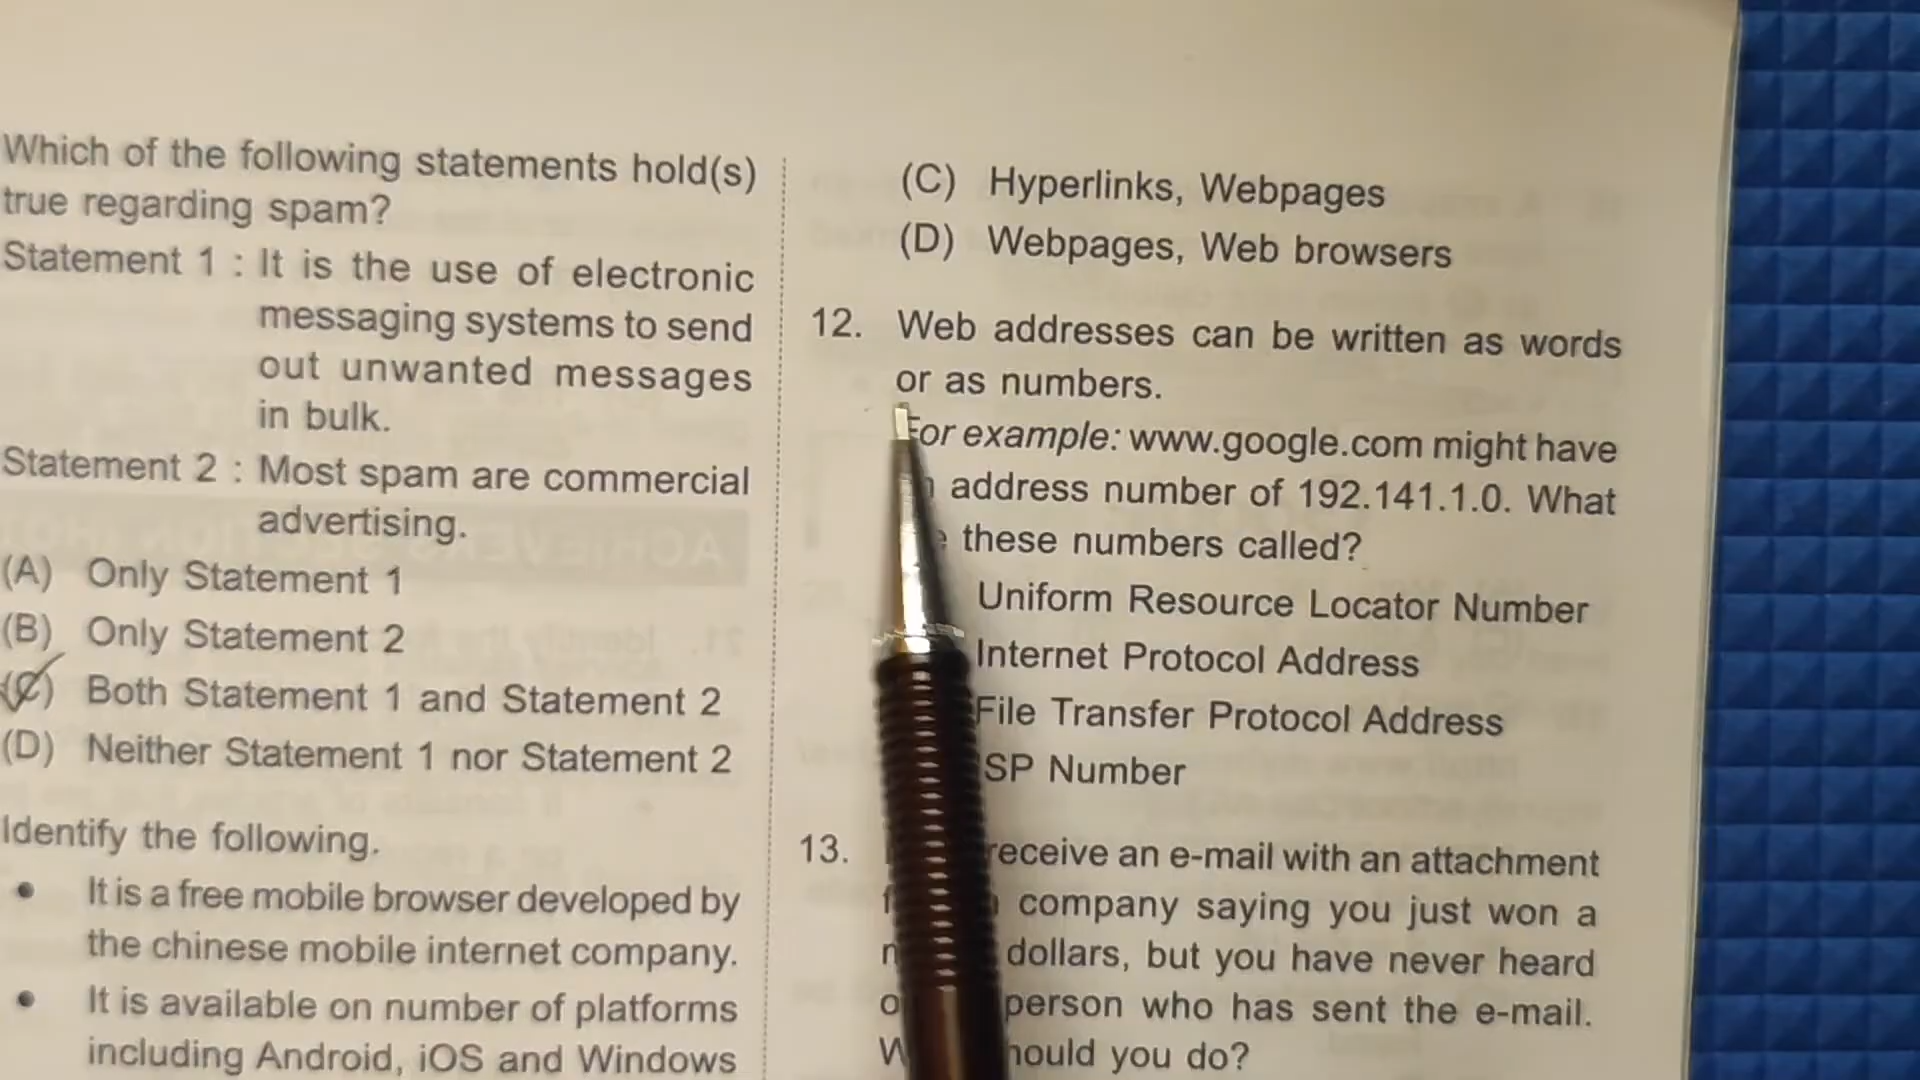 Which of the following statements hold(s)
true regarding spam?
Statement 1 : It is the use of electronic
messaging systems to send
out unwanted messages
in bulk.
Statement 2 : Most spam are commercial
advertising.
(A) Only Statement 1
(B) Only Statement 2
(C) Both Statement 1 and Statement 2
(D) Neither Statement 1 nor Statement 2
Identify the following.
• It is a free mobile browser developed by
the chinese mobile internet company.
• It is available on number of platforms
including Android, iOS and Windows
(C) Hyperlinks, Webpages
(D) Webpages, Web browsers
12. Web addresses can be written as words
or as numbers.
For example: www.google.com might have
address number of 192.141.1.0. What
these numbers called?
Uniform Resource Locator Number
Internet Protocol Address
File Transfer Protocol Address
Number
13. receive an e-mail with an attachment
company saying you just won a
dollars, but you have never heard
person who has sent the e-mail.
you do?